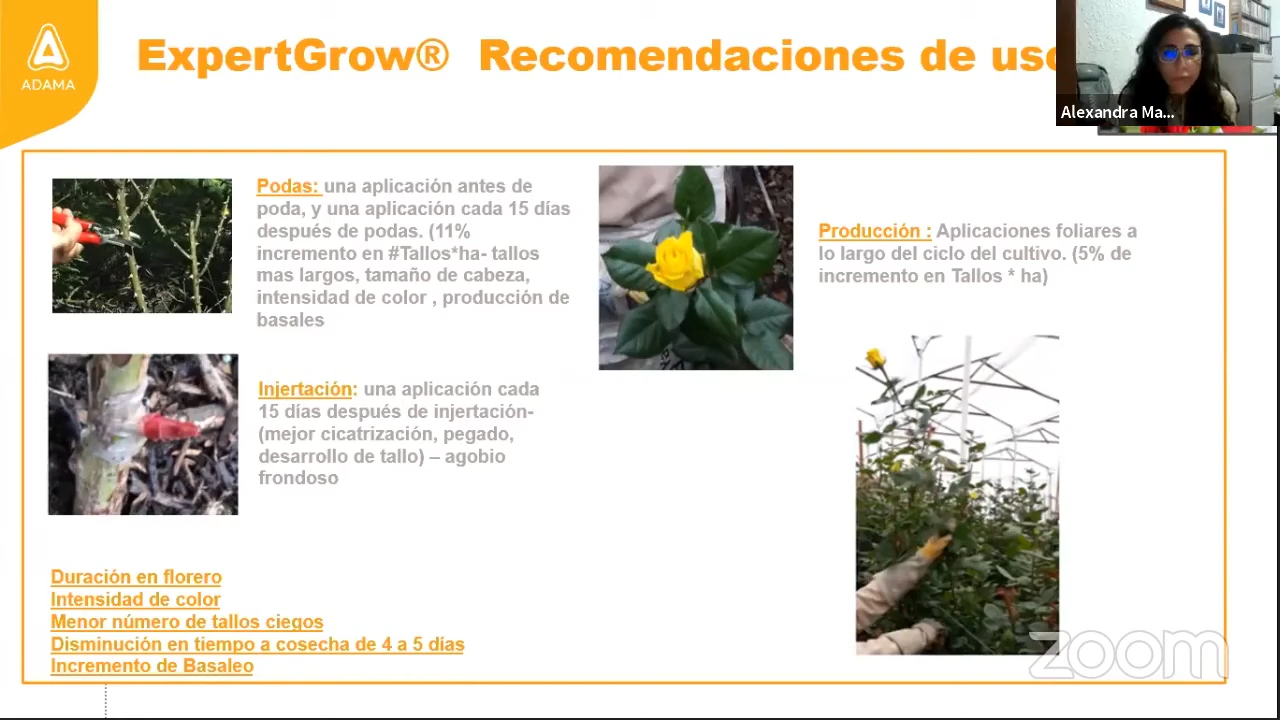 ADAMA
ExpertGrow® Recomendaciones de uso
Alexandra Ma...
Podas: una aplicación antes de
poda, y una aplicación cada 15 días
después de podas. (11%
incremento en #Tallos*ha- tallos
mas largos, tamaño de cabeza,
intensidad de color , producción de
basales
Injertación: una aplicación cada
15 días después de injertación-
(mejor cicatrización, pegado,
desarrollo de tallo) – agobio
frondoso
Producción : Aplicaciones foliares a
lo largo del ciclo del cultivo. (5% de
incremento en Tallos * ha)
Duración en florero
Intensidad de color
Menor número de tallos ciegos
Disminución en tiempo a cosecha de 4 a 5 días
Incremento de Basaleo
zoom